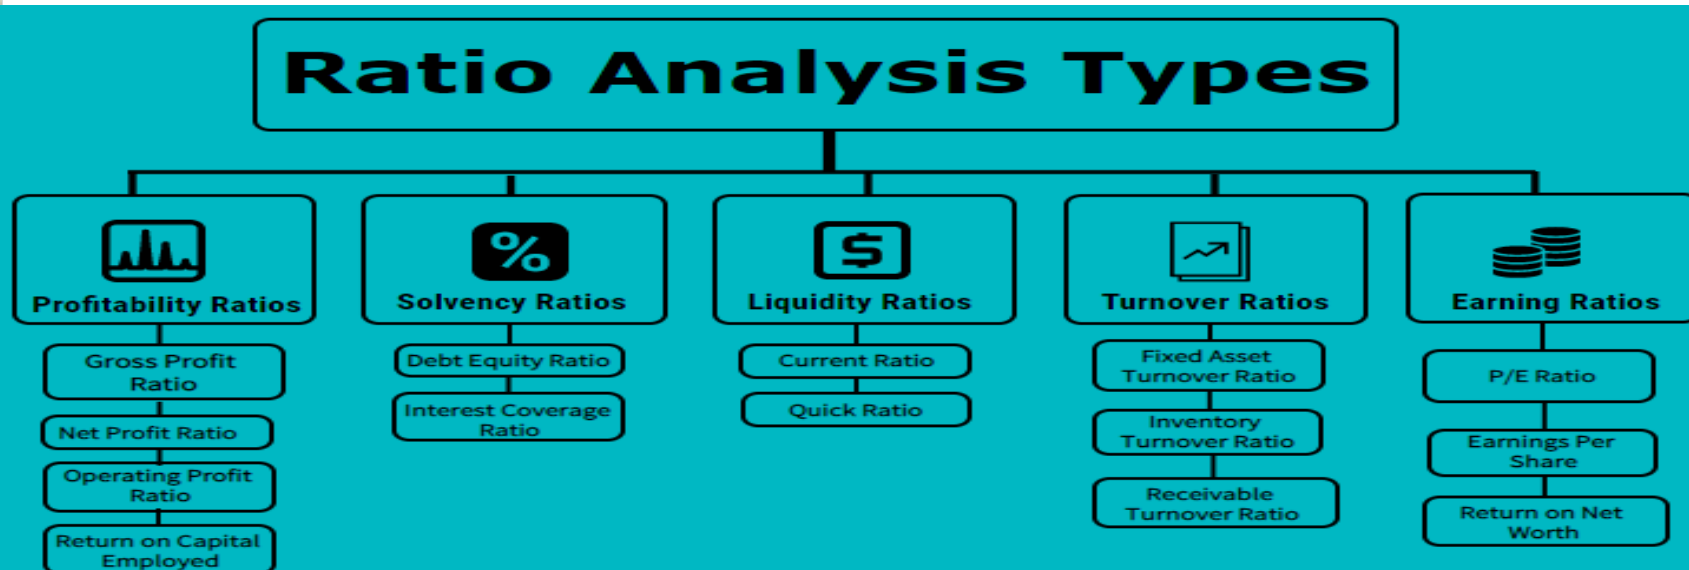 Ratio Analysis Types
Profitability Ratios
Gross Profit
Ratio
Net Profit Ratio
Operating Profit
Ratio
Return on Capital
Employed
%
Solvency Ratios
Debt Equity Ratio
Interest Coverage
Ratio
$
Liquidity Ratios
Current Ratio
Quick Ratio
Turnover Ratios
Fixed Asset
Turnover Ratio
Inventory
Turnover Ratio
Receivable
Turnover Ratio
Earning Ratios
P/E Ratio
Earnings Per
Share
Return on Net
Worth